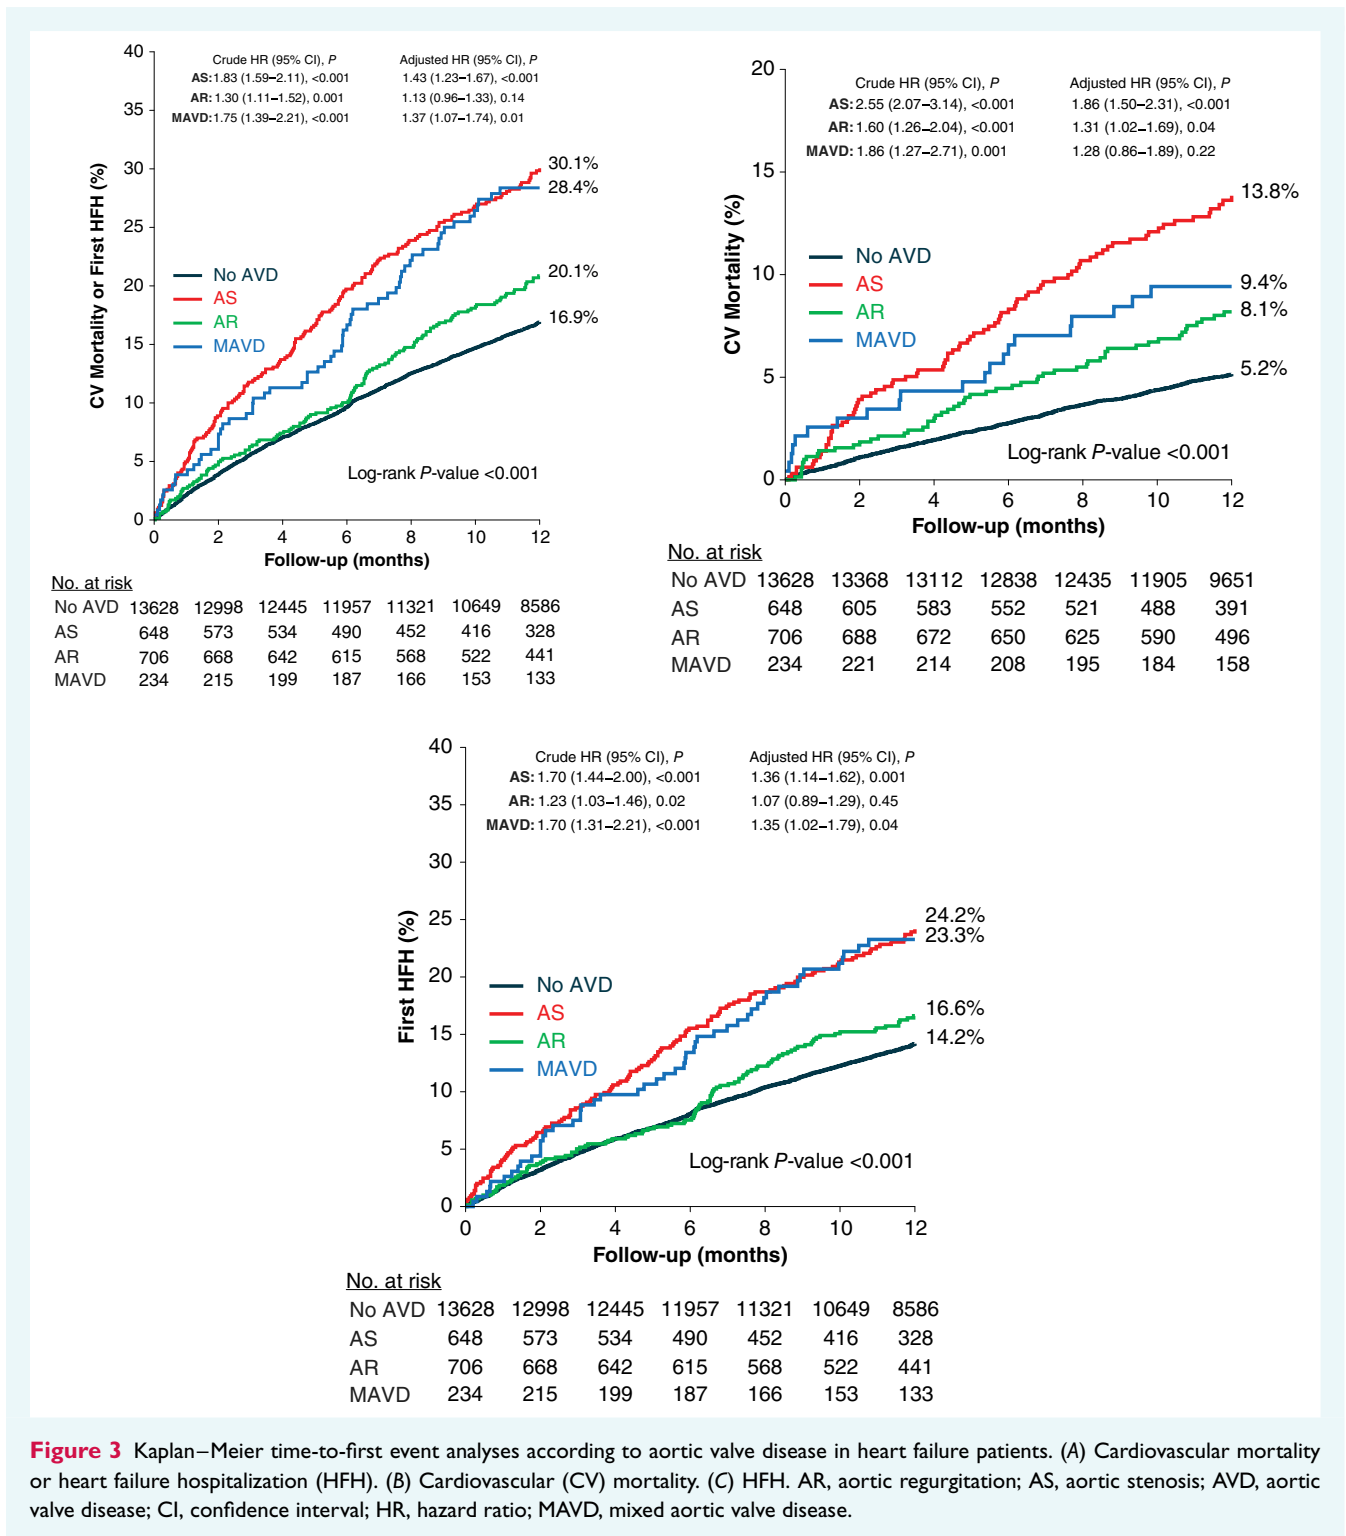 40
35
30
25
20
15
10
5
0
CV Mortality or First HFH (%)
Crude HR (95% CI), P Adjusted HR (95% CI), P
AS: 1.83 (1.59–2.11), <0.001 1.43 (1.23–1.67), <0.001
AR: 1.30 (1.11–1.52), 0.001 1.13 (0.96–1.33), 0.14
MAVD: 1.75 (1.39–2.21), <0.001 1.37 (1.07–1.74), 0.01
30.1%
28.4%
20.1%
16.9%
No AVD
AS
AR
MAVD
Log-rank P-value <0.001
0 2 4 6 8 10 12
Follow-up (months)
No. at risk
No AVD 13628 12998 12445 11957 11321 10649 8586
AS 648 573 534 490 452 416 328
AR 706 668 642 615 568 522 441
MAVD 234 215 199 187 166 153 133
20
15
10
5
0
CV Mortality (%)
Crude HR (95% CI), P Adjusted HR (95% CI), P
AS: 2.55 (2.07–3.14), <0.001 1.86 (1.50–2.31), <0.001
AR: 1.60 (1.26–2.04), <0.001 1.31 (1.02–1.69), 0.04
MAVD: 1.86 (1.27–2.71), 0.001 1.28 (0.86–1.89), 0.22
13.8%
9.4%
8.1%
5.2%
No AVD
AS
AR
MAVD
Log-rank P-value <0.001
0 2 4 6 8 10 12
Follow-up (months)
No. at risk
No AVD 13628 13368 13112 12838 12435 11905 9651
AS 648 605 583 552 521 488 391
AR 706 688 672 650 625 590 496
MAVD 234 221 214 208 195 184 158
40
35
30
25
20
15
10
5
0
First HFH (%)
Crude HR (95% CI), P Adjusted HR (95% CI), P
AS: 1.70 (1.44–2.00), <0.001 1.36 (1.14–1.62), 0.001
AR: 1.23 (1.03–1.46), 0.02 1.07 (0.89–1.29), 0.45
MAVD: 1.70 (1.31–2.21), <0.001 1.35 (1.02–1.79), 0.04
24.2%
23.3%
16.6%
14.2%
No AVD
AS
AR
MAVD
Log-rank P-value <0.001
0 2 4 6 8 10 12
Follow-up (months)
No. at risk
No AVD 13628 12998 12445 11957 11321 10649 8586
AS 648 573 534 490 452 416 328
AR 706 668 642 615 568 522 441
MAVD 234 215 199 187 166 153 133
Figure 3 Kaplan–Meier time-to-first event analyses according to aortic valve disease in heart failure patients. (A) Cardiovascular mortality
or heart failure hospitalization (HFH). (B) Cardiovascular (CV) mortality. (C) HFH. AR, aortic regurgitation; AS, aortic stenosis; AVD, aortic
valve disease; CI, confidence interval; HR, hazard ratio; MAVD, mixed aortic valve disease.